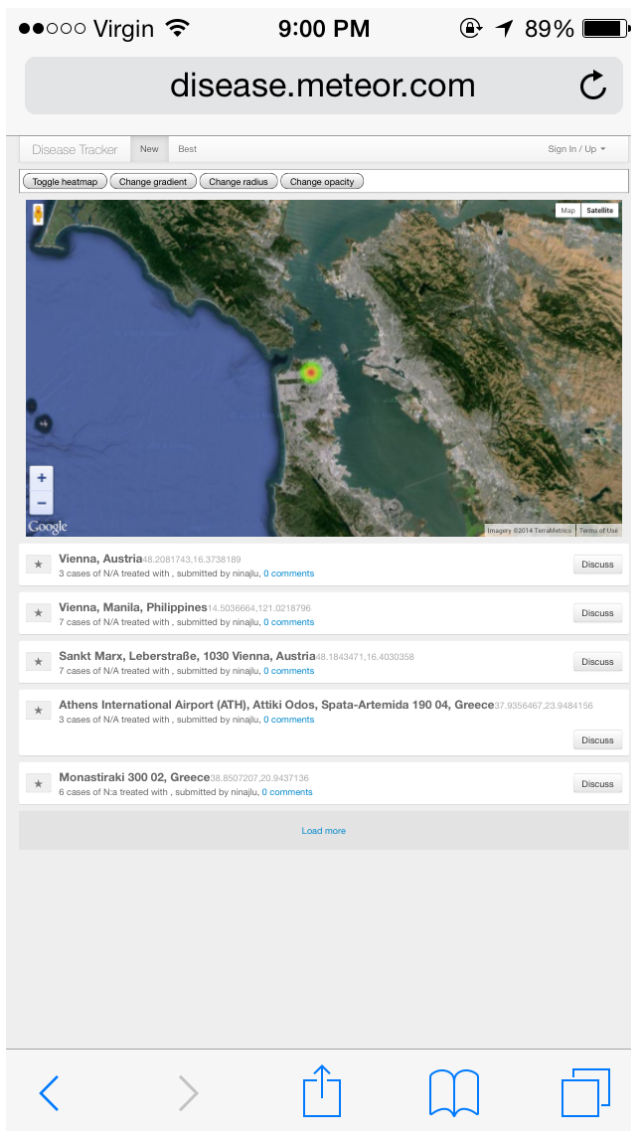 Virgin 9:00 PM 89%
disease.meteor.com
Disease Tracker New Best Sign In / Up
Toggle heatmap Change gradient Change radius Change opacity
Map Satellite
+
−
Google Imagery ©2014 TerraMetrics Terms of Use
Vienna, Austria48.2081743,16.3738189
3 cases of N/A treated with , submitted by ninajlu, 0 comments
Discuss
Vienna, Manila, Philippines14.5036664,121.0218796
7 cases of N/A treated with , submitted by ninajlu, 0 comments
Discuss
Sankt Marx, Leberstraße, 1030 Vienna, Austria48.1843471,16.4030358
7 cases of N/A treated with , submitted by ninajlu, 0 comments
Discuss
Athens International Airport (ATH), Attiki Odos, Spata-Artemida 190 04, Greece37.9356467,23.9484156
3 cases of N/A treated with , submitted by ninajlu, 0 comments
Discuss
Monastiraki 300 02, Greece38.8507207,20.9437136
6 cases of N:a treated with , submitted by ninajlu, 0 comments
Discuss
Load more